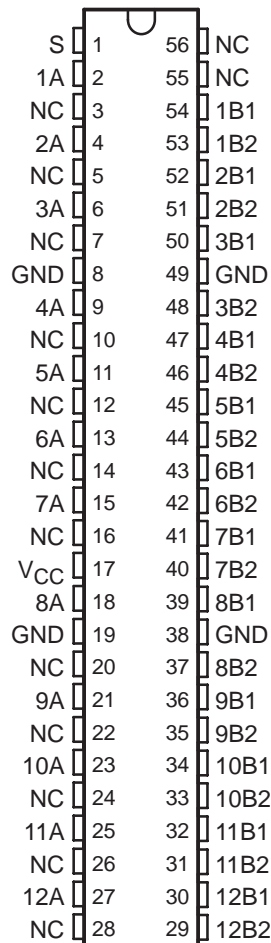 S 1 56 NC
1A 2 55 NC
NC 3 54 1B1
2A 4 53 1B2
NC 5 52 2B1
3A 6 51 2B2
NC 7 50 3B1
GND 8 49 GND
4A 9 48 3B2
NC 10 47 4B1
5A 11 46 4B2
NC 12 45 5B1
6A 13 44 5B2
NC 14 43 6B1
7A 15 42 6B2
NC 16 41 7B1
VCC 17 40 7B2
8A 18 39 8B1
GND 19 38 GND
NC 20 37 8B2
9A 21 36 9B1
NC 22 35 9B2
10A 23 34 10B1
NC 24 33 10B2
11A 25 32 11B1
NC 26 31 11B2
12A 27 30 12B1
NC 28 29 12B2